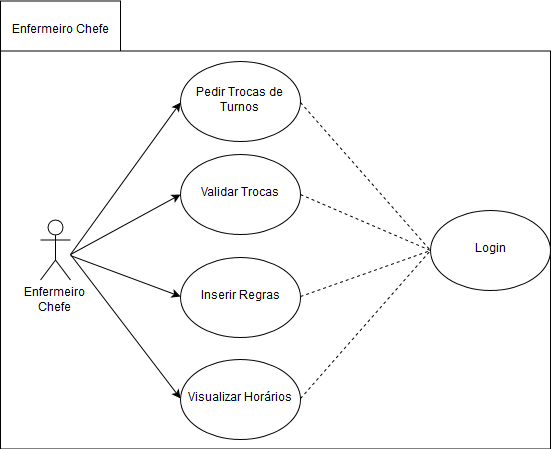 Enfermeiro Chefe
Pedir Trocas de
Turnos
Validar Trocas
Login
Enfermeiro
Chefe
Inserir Regras
Visualizar Horários